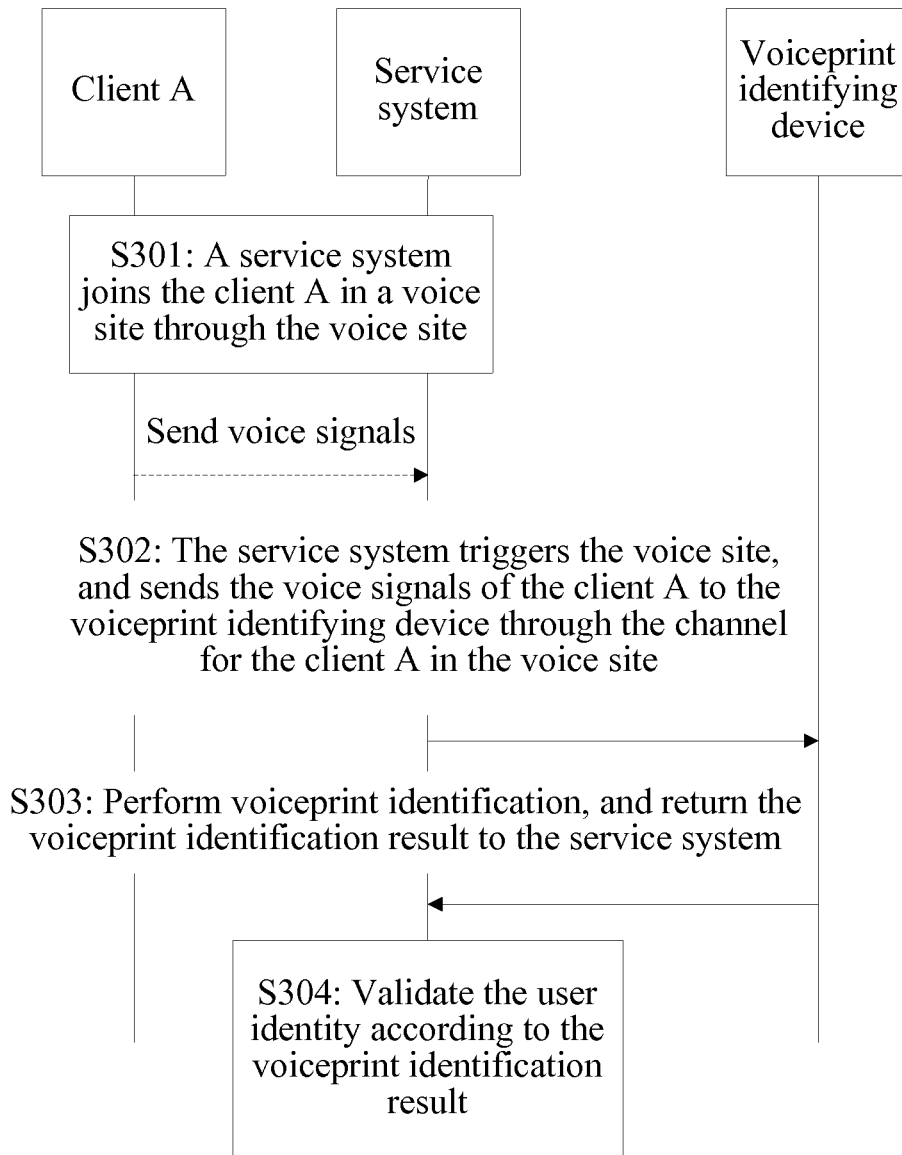 Client A
Service
system
Voiceprint
identifying
device
S301: A service system
joins the client A in a voice
site through the voice site
Send voice signals
S302: The service system triggers the voice site,
and sends the voice signals of the client A to the
voiceprint identifying device through the channel
for the client A in the voice site
S303: Perform voiceprint identification, and return the
voiceprint identification result to the service system
S304: Validate the user
identity according to the
voiceprint identification
result